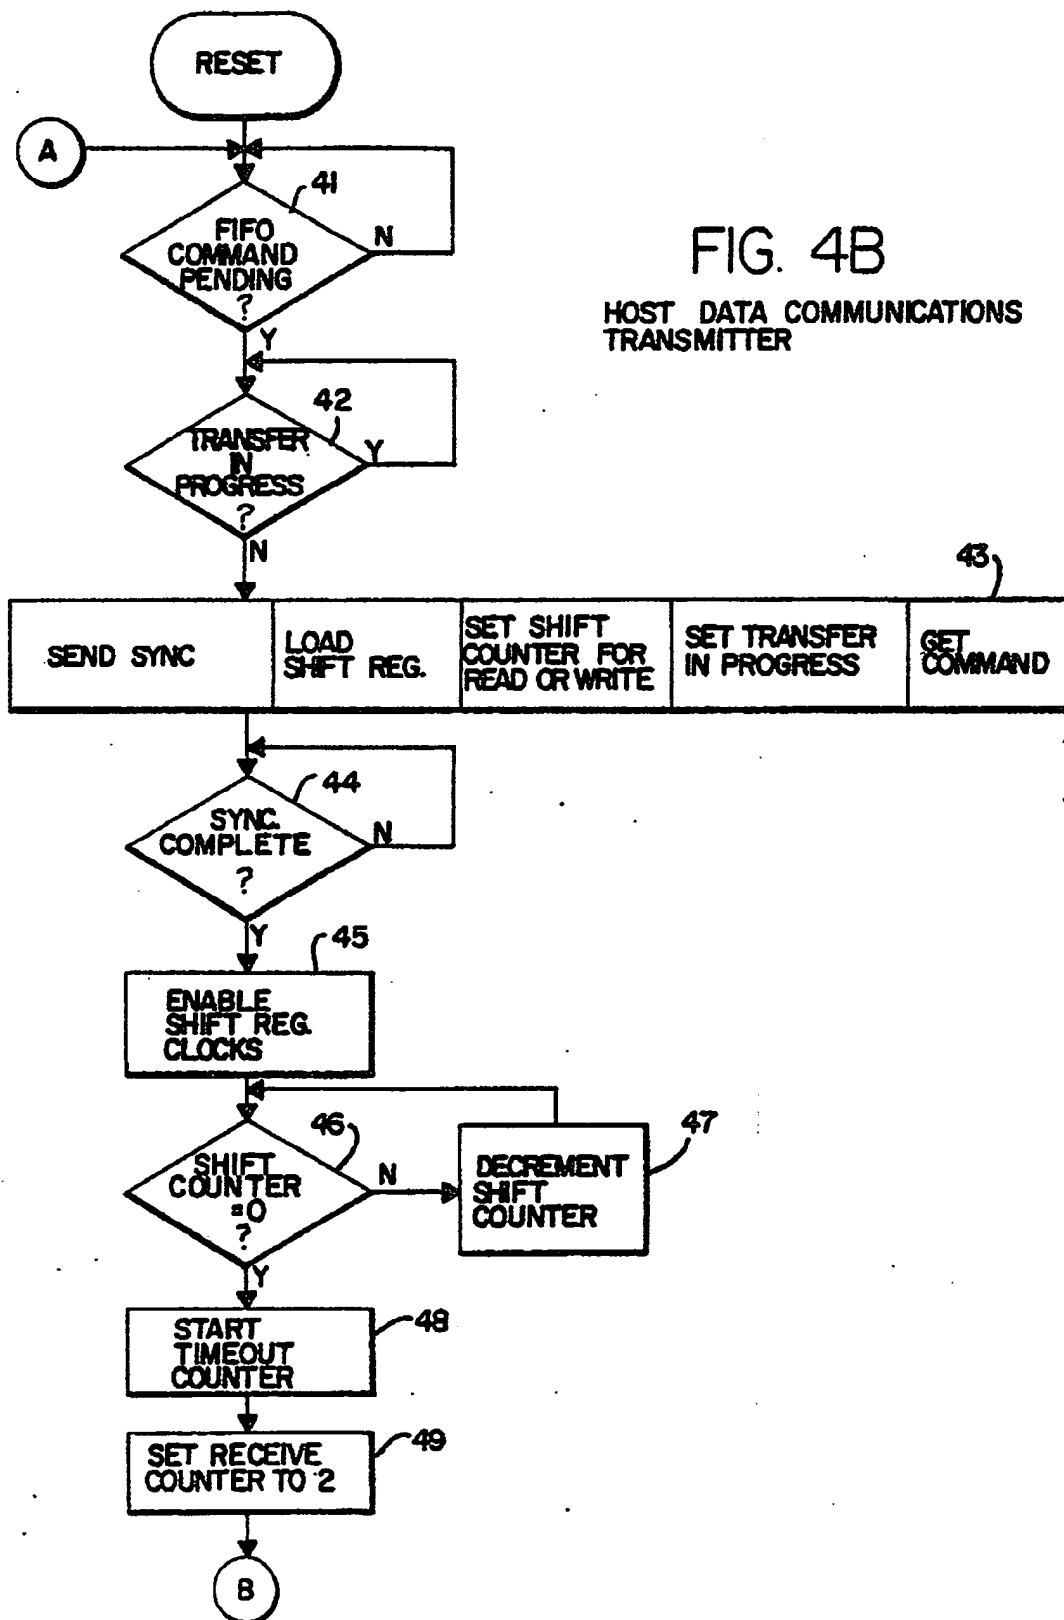 RESET
A
41
FIFO
COMMAND
PENDING
?
N
Y
FIG. 4B
HOST DATA COMMUNICATIONS
TRANSMITTER
42
TRANSFER
IN
PROGRESS
?
Y
N
43
SEND SYNC
LOAD
SHIFT REG.
SET SHIFT
COUNTER FOR
READ OR WRITE
SET TRANSFER
IN PROGRESS
GET
COMMAND
44
SYNC.
COMPLETE
?
N
Y
45
ENABLE
SHIFT REG.
CLOCKS
46
SHIFT
COUNTER
=0
?
N
Y
47
DECREMENT
SHIFT
COUNTER
48
START
TIMEOUT
COUNTER
49
SET RECEIVE
COUNTER TO 2
B